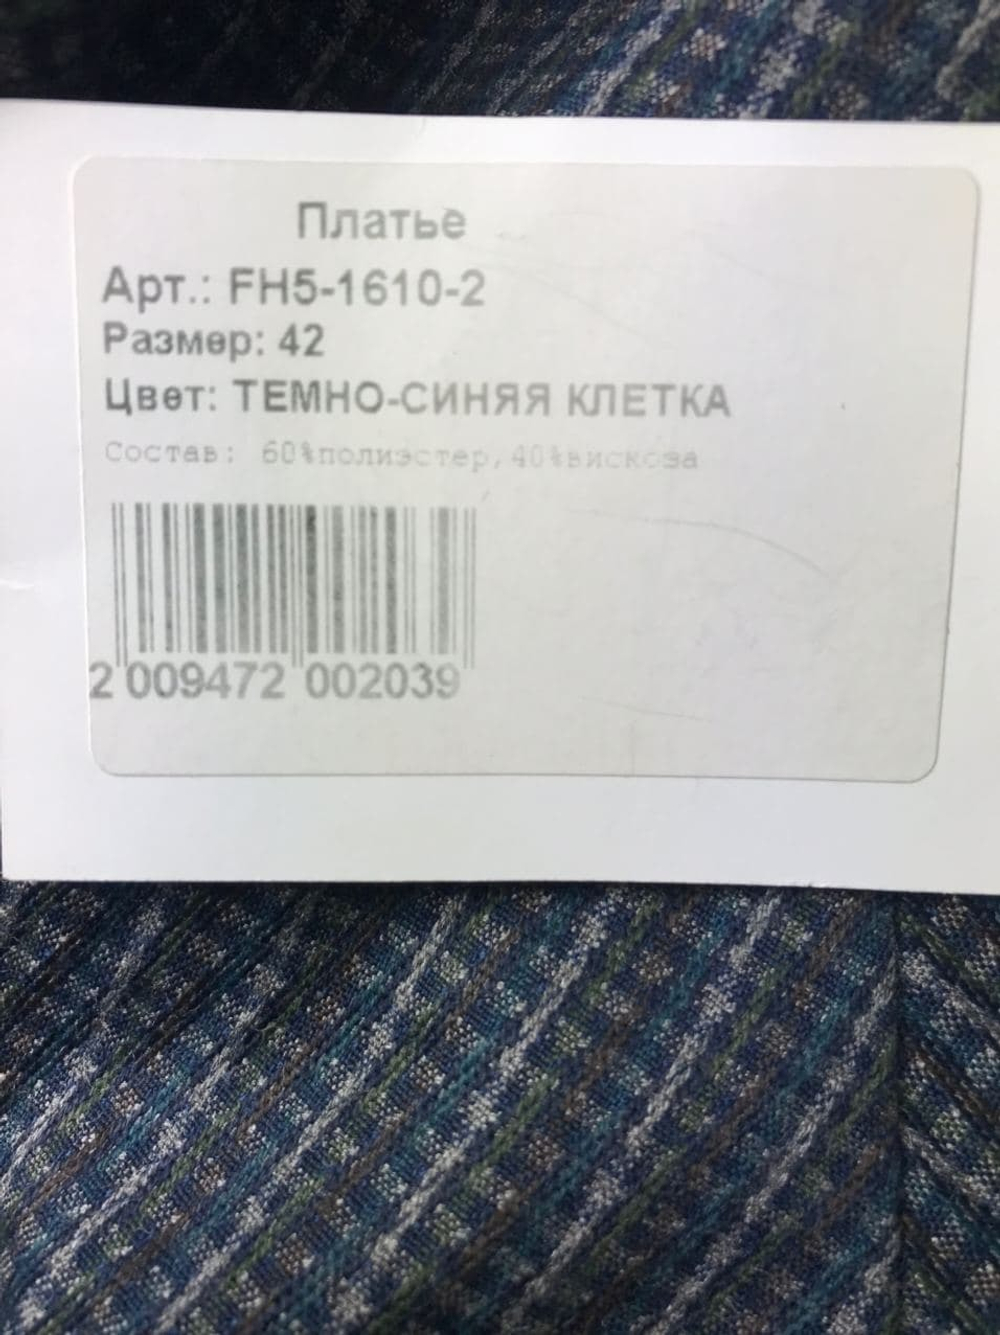 Платье
Арт.: FH5-1610-2
Размер: 42
Цвет: ТЕМНО-СИНЯЯ КЛЕТКА
Состав: 60%полиэстер,40%вискоза
2 009472 002039